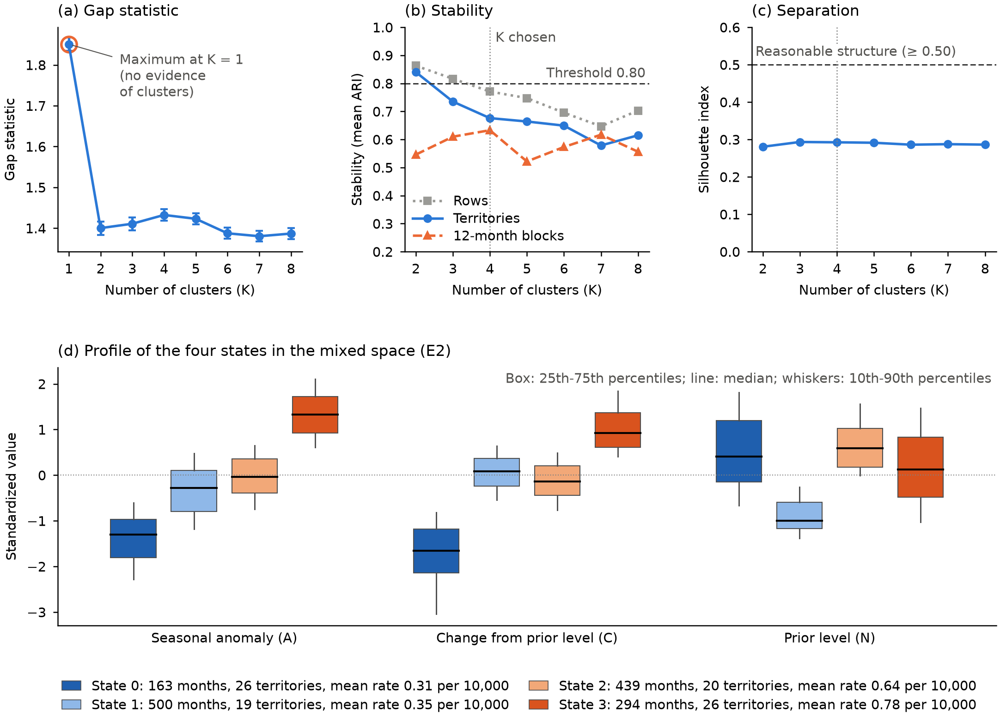 (a) Gap statistic
Gap statistic
1.8
1.7
1.6
1.5
1.4
Maximum at K = 1
(no evidence
of clusters)
1 2 3 4 5 6 7 8
Number of clusters (K)
(b) Stability
Stability (mean ARI)
1.0
0.9
0.8
0.7
0.6
0.5
0.4
0.3
0.2
K chosen
Threshold 0.80
Rows
Territories
12-month blocks
2 3 4 5 6 7 8
Number of clusters (K)
(c) Separation
Silhouette index
0.6
0.5
0.4
0.3
0.2
0.1
0.0
Reasonable structure (≥ 0.50)
2 3 4 5 6 7 8
Number of clusters (K)
(d) Profile of the four states in the mixed space (E2)
Box: 25th-75th percentiles; line: median; whiskers: 10th-90th percentiles
Standardized value
2
1
0
−1
−2
−3
Seasonal anomaly (A)
Change from prior level (C)
Prior level (N)
State 0: 163 months, 26 territories, mean rate 0.31 per 10,000
State 1: 500 months, 19 territories, mean rate 0.35 per 10,000
State 2: 439 months, 20 territories, mean rate 0.64 per 10,000
State 3: 294 months, 26 territories, mean rate 0.78 per 10,000